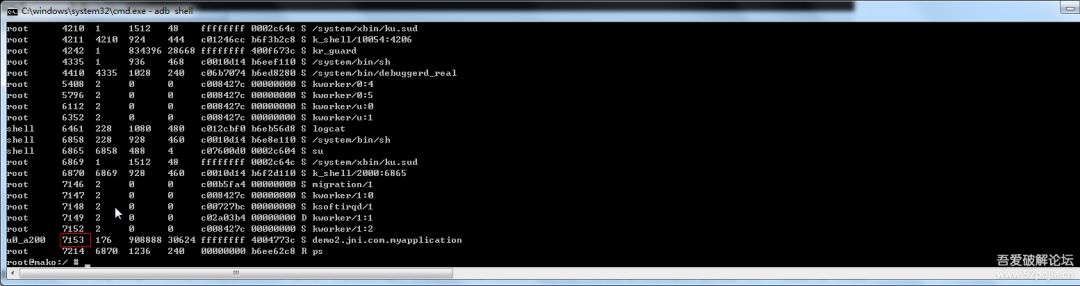 C:\windows\system32\cmd.exe - adb shell
root 4210 1 1512 48 ffffffff 0002c64c S /system/xbin/ku.sud
root 4211 4210 924 444 c01246cc b6f3b2c8 S k_shell/10054:4206
root 4242 1 834396 28668 ffffffff 400f673c S kr_guard
root 4335 1 936 468 c0010d14 b6eef110 S /system/bin/sh
root 4410 4335 1028 240 c06b7074 b6ed8280 S /system/bin/debuggerd_real
root 5408 2 0 0 c008427c 00000000 S kworker/0:4
root 5796 2 0 0 c008427c 00000000 S kworker/0:5
root 6112 2 0 0 c008427c 00000000 S kworker/u:0
root 6352 2 0 0 c008427c 00000000 S kworker/u:1
shell 6461 228 1080 480 c012cbf0 b6eb56d8 S logcat
shell 6858 228 928 460 c0010d14 b6e8e110 S /system/bin/sh
shell 6865 6858 488 4 c07600d0 0002c604 S su
root 6869 1 1512 48 ffffffff 0002c64c S /system/xbin/ku.sud
root 6870 6869 928 460 c0010d14 b6f2d110 S k_shell/2000:6865
root 7146 2 0 0 c00b5fa4 00000000 S migration/1
root 7147 2 0 0 c008427c 00000000 S kworker/1:0
root 7148 2 0 0 c00727bc 00000000 S ksoftirqd/1
root 7149 2 0 0 c02a03b4 00000000 D kworker/1:1
root 7152 2 0 0 c008427c 00000000 S kworker/1:2
u0_a200 7153 176 908888 30624 ffffffff 4004773c S demo2.jni.com.myapplication
root 7214 6870 1236 240 00000000 b6ee62c8 R ps
root@mako:/ #
吾爱破解论坛
www.52pojie.cn